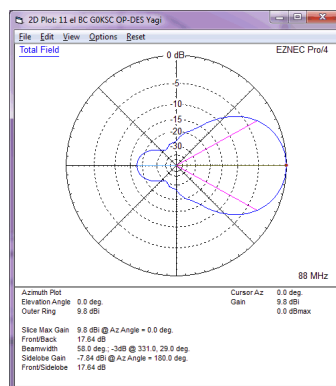 2D Plot: 11 el BC G0KSC OP-DES Yagi
File Edit View Options Reset
Total Field
EZNEC Pro/4
0 dB
-5
-10
-15
-20
-30
88 MHz
Azimuth Plot
Elevation Angle 0.0 deg.
Outer Ring 9.8 dBi
Cursor Az 0.0 deg.
Gain 9.8 dBi
0.0 dBmax
Slice Max Gain 9.8 dBi @ Az Angle = 0.0 deg.
Front/Back 17.64 dB
Beamwidth 58.0 deg.; -3dB @ 331.0, 29.0 deg.
Sidelobe Gain -7.84 dBi @ Az Angle = 180.0 deg.
Front/Sidelobe 17.64 dB